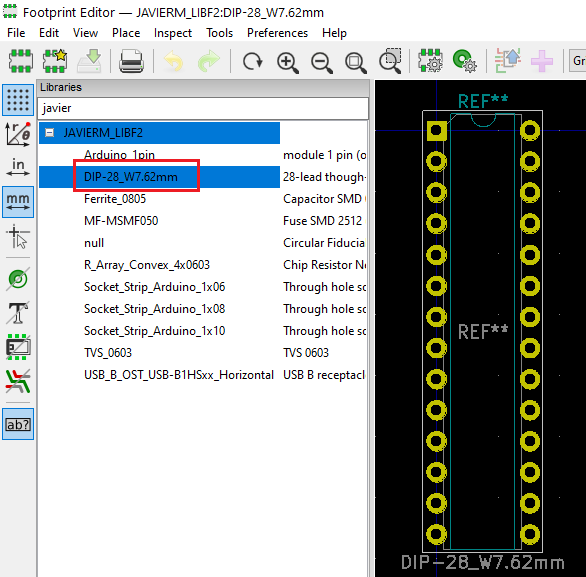 Footprint Editor — JAVIERM_LIBF2:DIP-28_W7.62mm
File Edit View Place Inspect Tools Preferences Help
Gr
Libraries
javier
JAVIERM_LIBF2
Arduino_1pin module 1 pin (o
DIP-28_W7.62mm 28-lead though-
Ferrite_0805 Capacitor SMD
MF-MSMF050 Fuse SMD 2512
null Circular Fiducia
R_Array_Convex_4x0603 Chip Resistor Ne
Socket_Strip_Arduino_1x06 Through hole so
Socket_Strip_Arduino_1x08 Through hole so
Socket_Strip_Arduino_1x10 Through hole so
TVS_0603 TVS 0603
USB_B_OST_USB-B1HSxx_Horizontal USB B receptacl
in
mm
ab?
REF**
REF**
DIP-28_W7.62mm